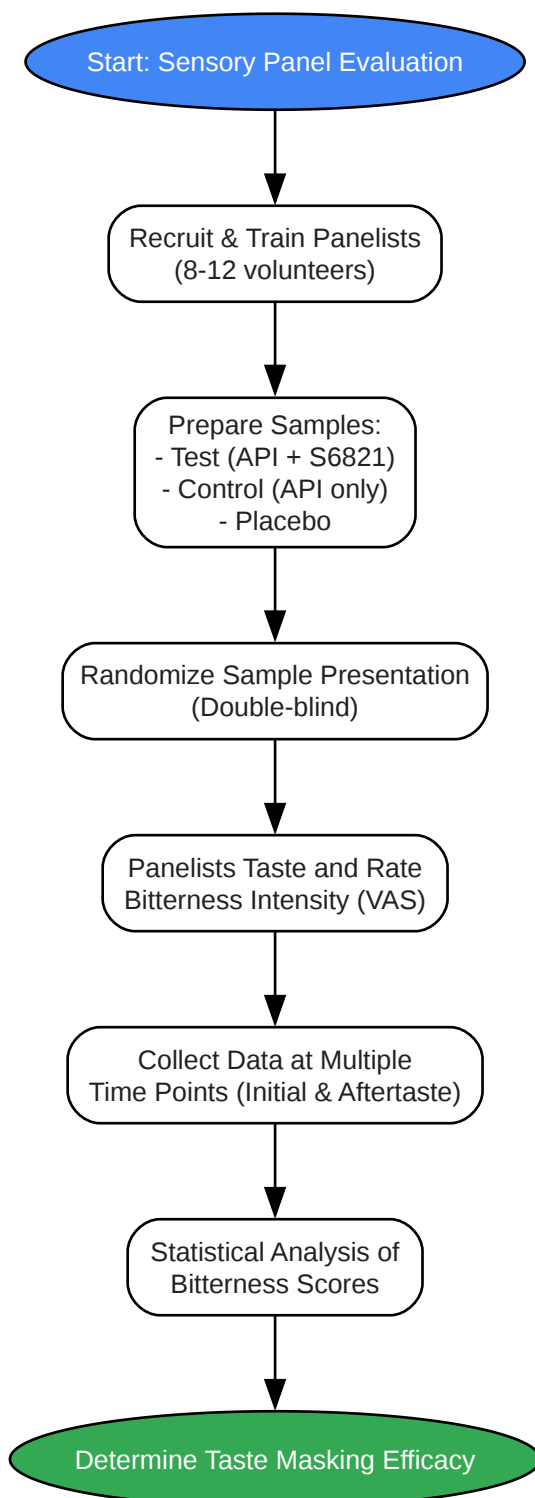 Start: Sensory Panel Evaluation
Recruit & Train Panelists
(8-12 volunteers)
Prepare Samples:
- Test (API + S6821)
- Control (API only)
- Placebo
Randomize Sample Presentation
(Double-blind)
Panelists Taste and Rate
Bitterness Intensity (VAS)
Collect Data at Multiple
Time Points (Initial & Aftertaste)
Statistical Analysis of
Bitterness Scores
Determine Taste Masking Efficacy